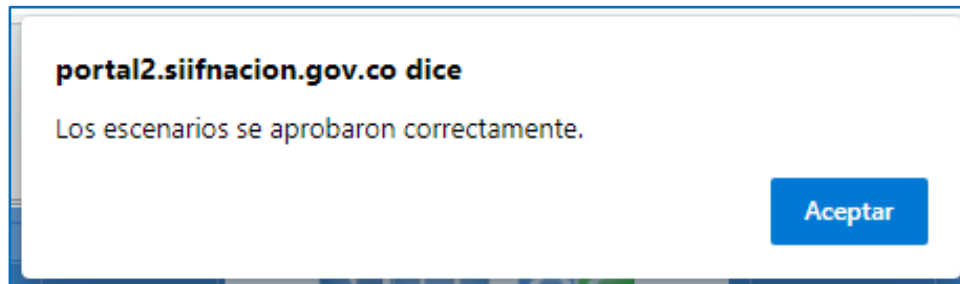 portal2.siifnacion.gov.co dice
Los escenarios se aprobaron correctamente.
Aceptar